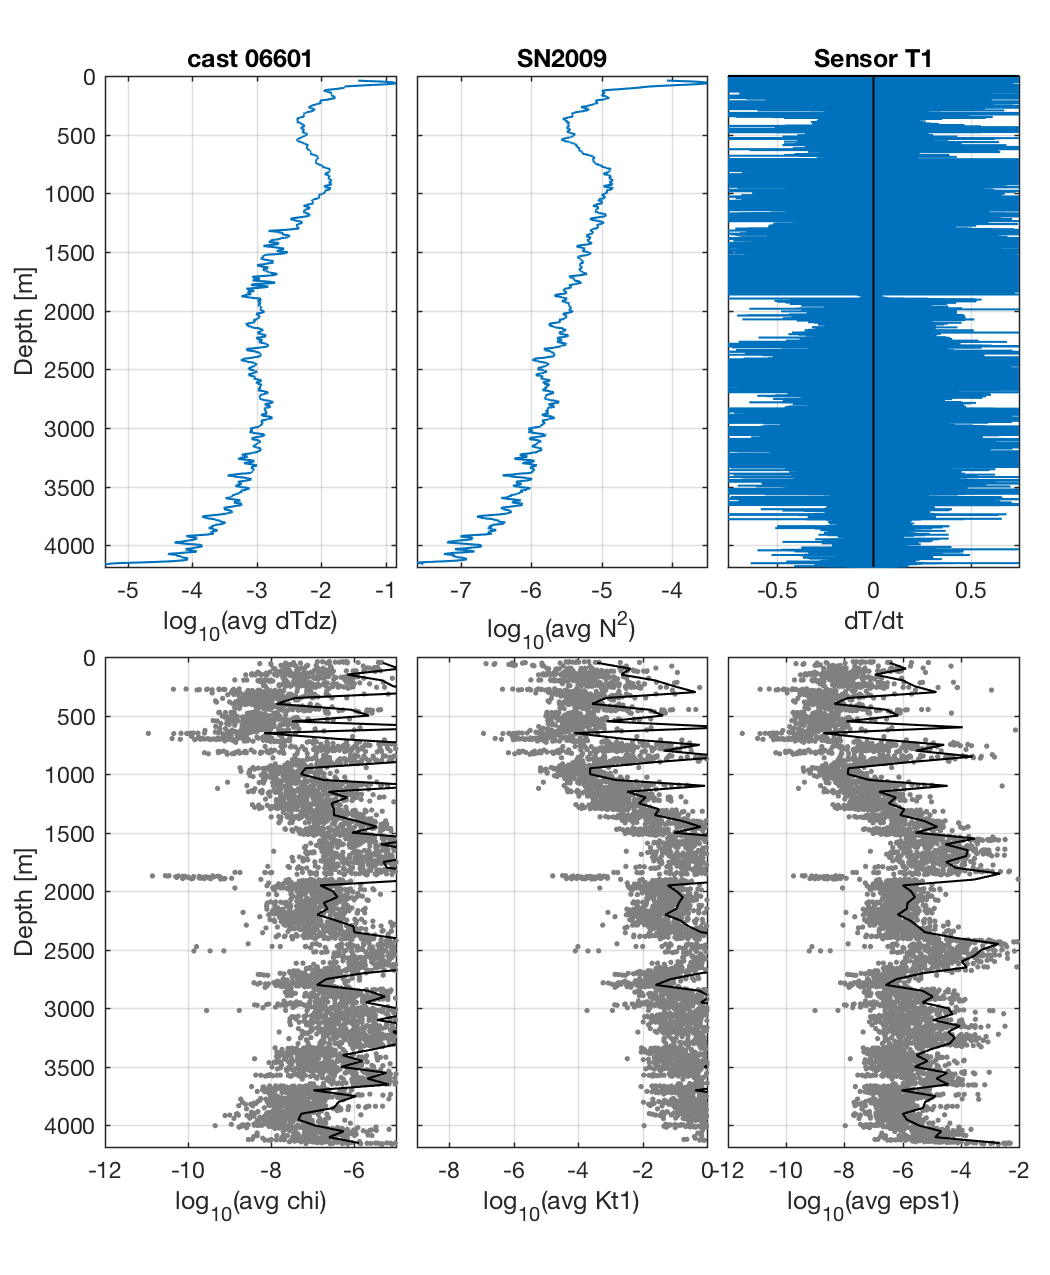 cast 06601 SN2009 Sensor T1
0
500
1000
1500
2000
2500
3000
3500
4000
Depth [m]
-5 -4 -3 -2 -1
log10(avg dTdz)
-7 -6 -5 -4
log10(avg N2)
-0.5 0 0.5
dT/dt
0
500
1000
1500
2000
2500
3000
3500
4000
Depth [m]
-12 -10 -8 -6
log10(avg chi)
-8 -6 -4 -2 0
log10(avg Kt1)
-12 -10 -8 -6 -4 -2
log10(avg eps1)